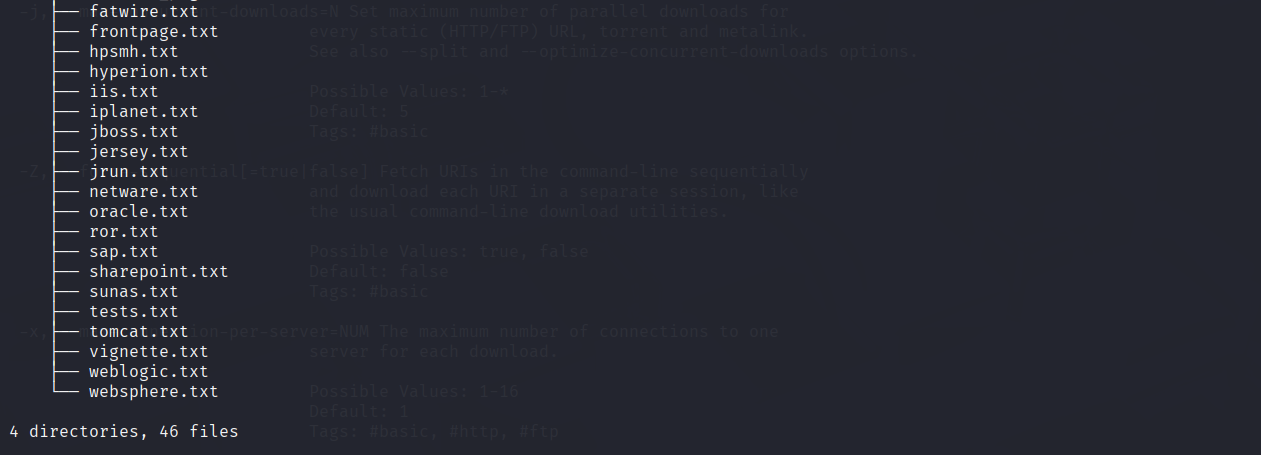 ├── fatwire.txt nt-downloads=N Set maximum number of parallel downloads for
├── frontpage.txt every static (HTTP/FTP) URL, torrent and metalink.
├── hpsmh.txt See also --split and --optimize-concurrent-downloads options.
├── hyperion.txt
├── iis.txt Possible Values: 1-*
├── iplanet.txt Default: 5
├── jboss.txt Tags: #basic
├── jersey.txt
-Z, ├── jrun.txt uential[=true|false] Fetch URIs in the command-line sequentially
├── netware.txt and download each URI in a separate session, like
├── oracle.txt the usual command-line download utilities.
├── ror.txt
├── sap.txt Possible Values: true, false
├── sharepoint.txt Default: false
├── sunas.txt Tags: #basic
├── tests.txt
-x, ├── tomcat.txt ion-per-server=NUM The maximum number of connections to one
├── vignette.txt server for each download.
├── weblogic.txt
└── websphere.txt Possible Values: 1-16
Default: 1
4 directories, 46 files Tags: #basic, #http, #ftp